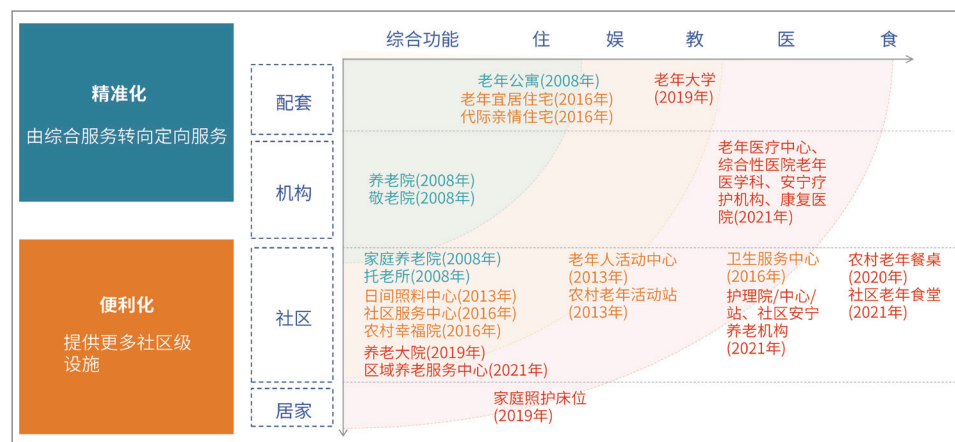 综合功能 住 娱 教 医 食
精准化
由综合服务转向定向服务
便利化
提供更多社区级
设施
配套
老年公寓(2008年)
老年宜居住宅(2016年)
代际亲情住宅(2016年)
老年大学
(2019年)
机构
养老院(2008年)
敬老院(2008年)
老年医疗中心、
综合性医院老年
医学科、安宁疗
护机构、康复医
院(2021年)
社区
家庭养老院(2008年)
托老所(2008年)
日间照料中心(2013年)
社区服务中心(2016年)
农村幸福院(2016年)
养老大院(2019年)
区域养老服务中心(2021年)
老年人活动中心
(2013年)
农村老年活动站
(2013年)
卫生服务中心
(2016年)
护理院/中心/
站、社区安宁
养老机构
(2021年)
农村老年餐桌
(2020年)
社区老年食堂
(2021年)
居家
家庭照护床位
(2019年)